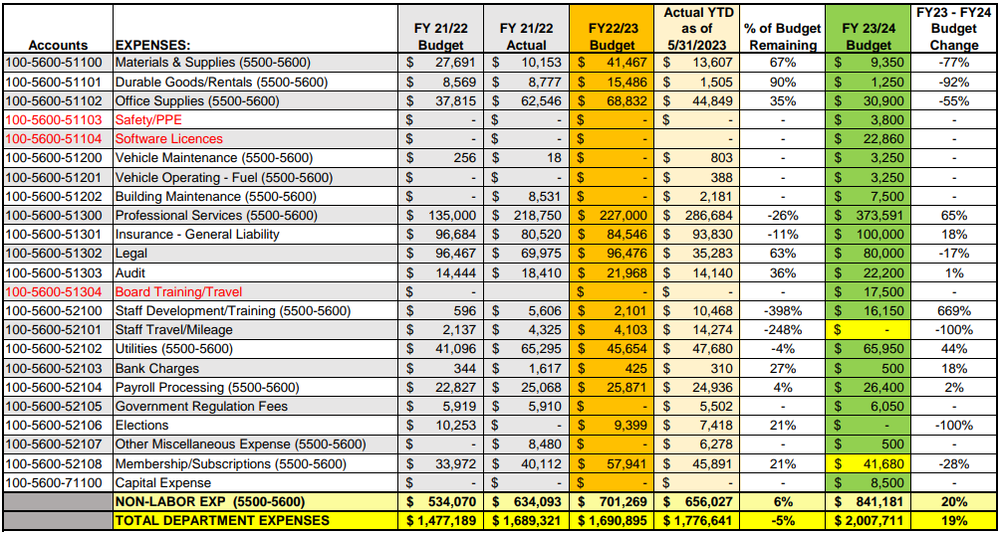 Accounts EXPENSES: FY 21/22 Budget FY 21/22 Actual FY22/23 Budget Actual YTD as of 5/31/2023 % of Budget Remaining FY 23/24 Budget FY23 - FY24 Budget Change
100-5600-51100 Materials & Supplies (5500-5600) $ 27,691 $ 10,153 $ 41,467 $ 13,607 67% $ 9,350 -77%
100-5600-51101 Durable Goods/Rentals (5500-5600) $ 8,569 $ 8,777 $ 15,486 $ 1,505 90% $ 1,250 -92%
100-5600-51102 Office Supplies (5500-5600) $ 37,815 $ 62,546 $ 68,832 $ 44,849 35% $ 30,900 -55%
100-5600-51103 Safety/PPE $ - $ - $ - $ - - $ 3,800 -
100-5600-51104 Software Licences $ - $ - $ - - - $ 22,860 -
100-5600-51200 Vehicle Maintenance (5500-5600) $ 256 $ 18 $ - $ 803 - $ 3,250 -
100-5600-51201 Vehicle Operating - Fuel (5500-5600) $ - $ - $ - $ 388 - $ 3,250 -
100-5600-51202 Building Maintenance (5500-5600) $ - $ 8,531 $ - $ 2,181 - $ 7,500 -
100-5600-51300 Professional Services (5500-5600) $ 135,000 $ 218,750 $ 227,000 $ 286,684 -26% $ 373,591 65%
100-5600-51301 Insurance - General Liability $ 96,684 $ 80,520 $ 84,546 $ 93,830 -11% $ 100,000 18%
100-5600-51302 Legal $ 96,467 $ 69,975 $ 96,476 $ 35,283 63% $ 80,000 -17%
100-5600-51303 Audit $ 14,444 $ 18,410 $ 21,968 $ 14,140 36% $ 22,200 1%
100-5600-51304 Board Training/Travel $ - $ - $ - - $ 17,500 -
100-5600-52100 Staff Development/Training (5500-5600) $ 596 $ 5,606 $ 2,101 $ 10,468 -398% $ 16,150 669%
100-5600-52101 Staff Travel/Mileage $ 2,137 $ 4,325 $ 4,103 $ 14,274 -248% $ - -100%
100-5600-52102 Utilities (5500-5600) $ 41,096 $ 65,295 $ 45,654 $ 47,680 -4% $ 65,950 44%
100-5600-52103 Bank Charges $ 344 $ 1,617 $ 425 $ 310 27% $ 500 18%
100-5600-52104 Payroll Processing (5500-5600) $ 22,827 $ 25,068 $ 25,871 $ 24,936 4% $ 26,400 2%
100-5600-52105 Government Regulation Fees $ 5,919 $ 5,910 $ - $ 5,502 - $ 6,050 -
100-5600-52106 Elections $ 10,253 $ - $ 9,399 $ 7,418 21% $ - -100%
100-5600-52107 Other Miscellaneous Expense (5500-5600) $ - $ 8,480 $ - $ 6,278 - $ 500 -
100-5600-52108 Membership/Subscriptions (5500-5600) $ 33,972 $ 40,112 $ 57,941 $ 45,891 21% $ 41,680 -28%
100-5600-71100 Capital Expense $ - $ - $ - $ - - $ 8,500 -
NON-LABOR EXP (5500-5600) $ 534,070 $ 634,093 $ 701,269 $ 656,027 6% $ 841,181 20%
TOTAL DEPARTMENT EXPENSES $ 1,477,189 $ 1,689,321 $ 1,690,895 $ 1,776,641 -5% $ 2,007,711 19%